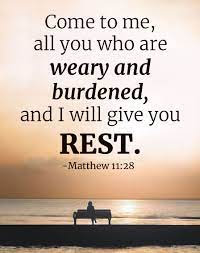 Come to me,
all you who are
weary and
burdened,
and I will give you
REST.
-Matthew 11:28